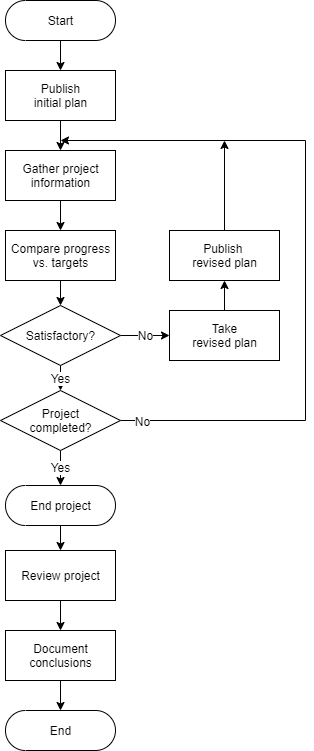 Start
Publish
initial plan
Gather project
information
Compare progress
vs. targets
Satisfactory?
No
Take
revised plan
Publish
revised plan
Yes
Project
completed?
No
Yes
End project
Review project
Document
conclusions
End